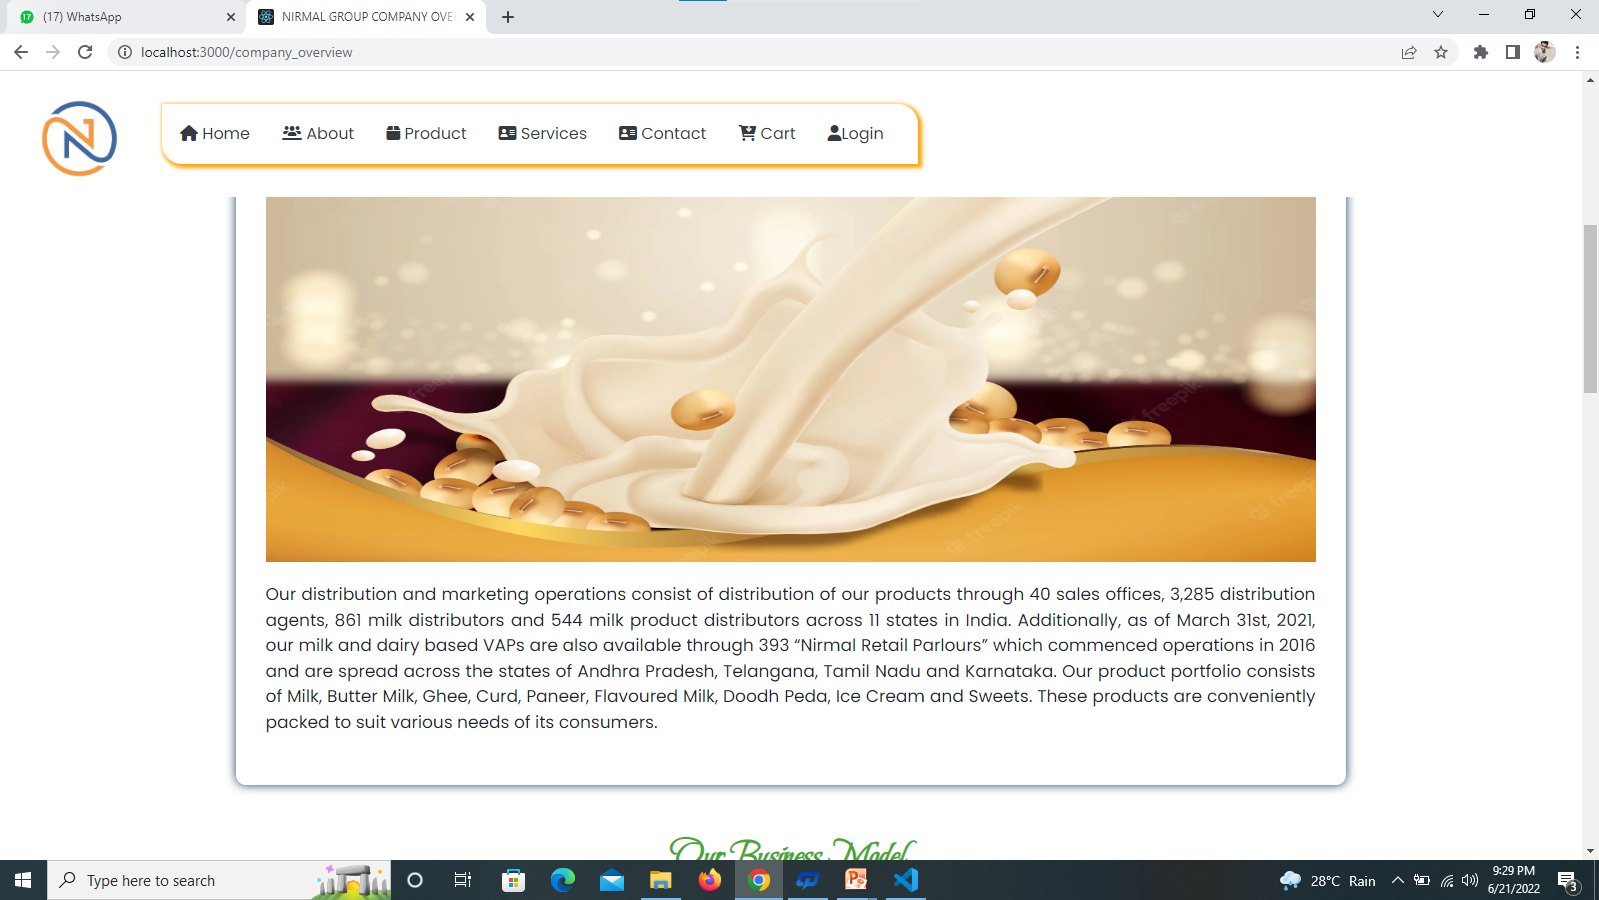 (17) WhatsApp
NIRMAL GROUP COMPANY OVE
localhost:3000/company_overview
Home About Product Services Contact Cart Login
freepik
Our distribution and marketing operations consist of distribution of our products through 40 sales offices, 3,285 distribution
agents, 861 milk distributors and 544 milk product distributors across 11 states in India. Additionally, as of March 31st, 2021,
our milk and dairy based VAPs are also available through 393 “Nirmal Retail Parlours” which commenced operations in 2016
and are spread across the states of Andhra Pradesh, Telangana, Tamil Nadu and Karnataka. Our product portfolio consists
of Milk, Butter Milk, Ghee, Curd, Paneer, Flavoured Milk, Doodh Peda, Ice Cream and Sweets. These products are conveniently
packed to suit various needs of its consumers.
Our Business Model
Type here to search
28°C Rain
9:29 PM
6/21/2022
3